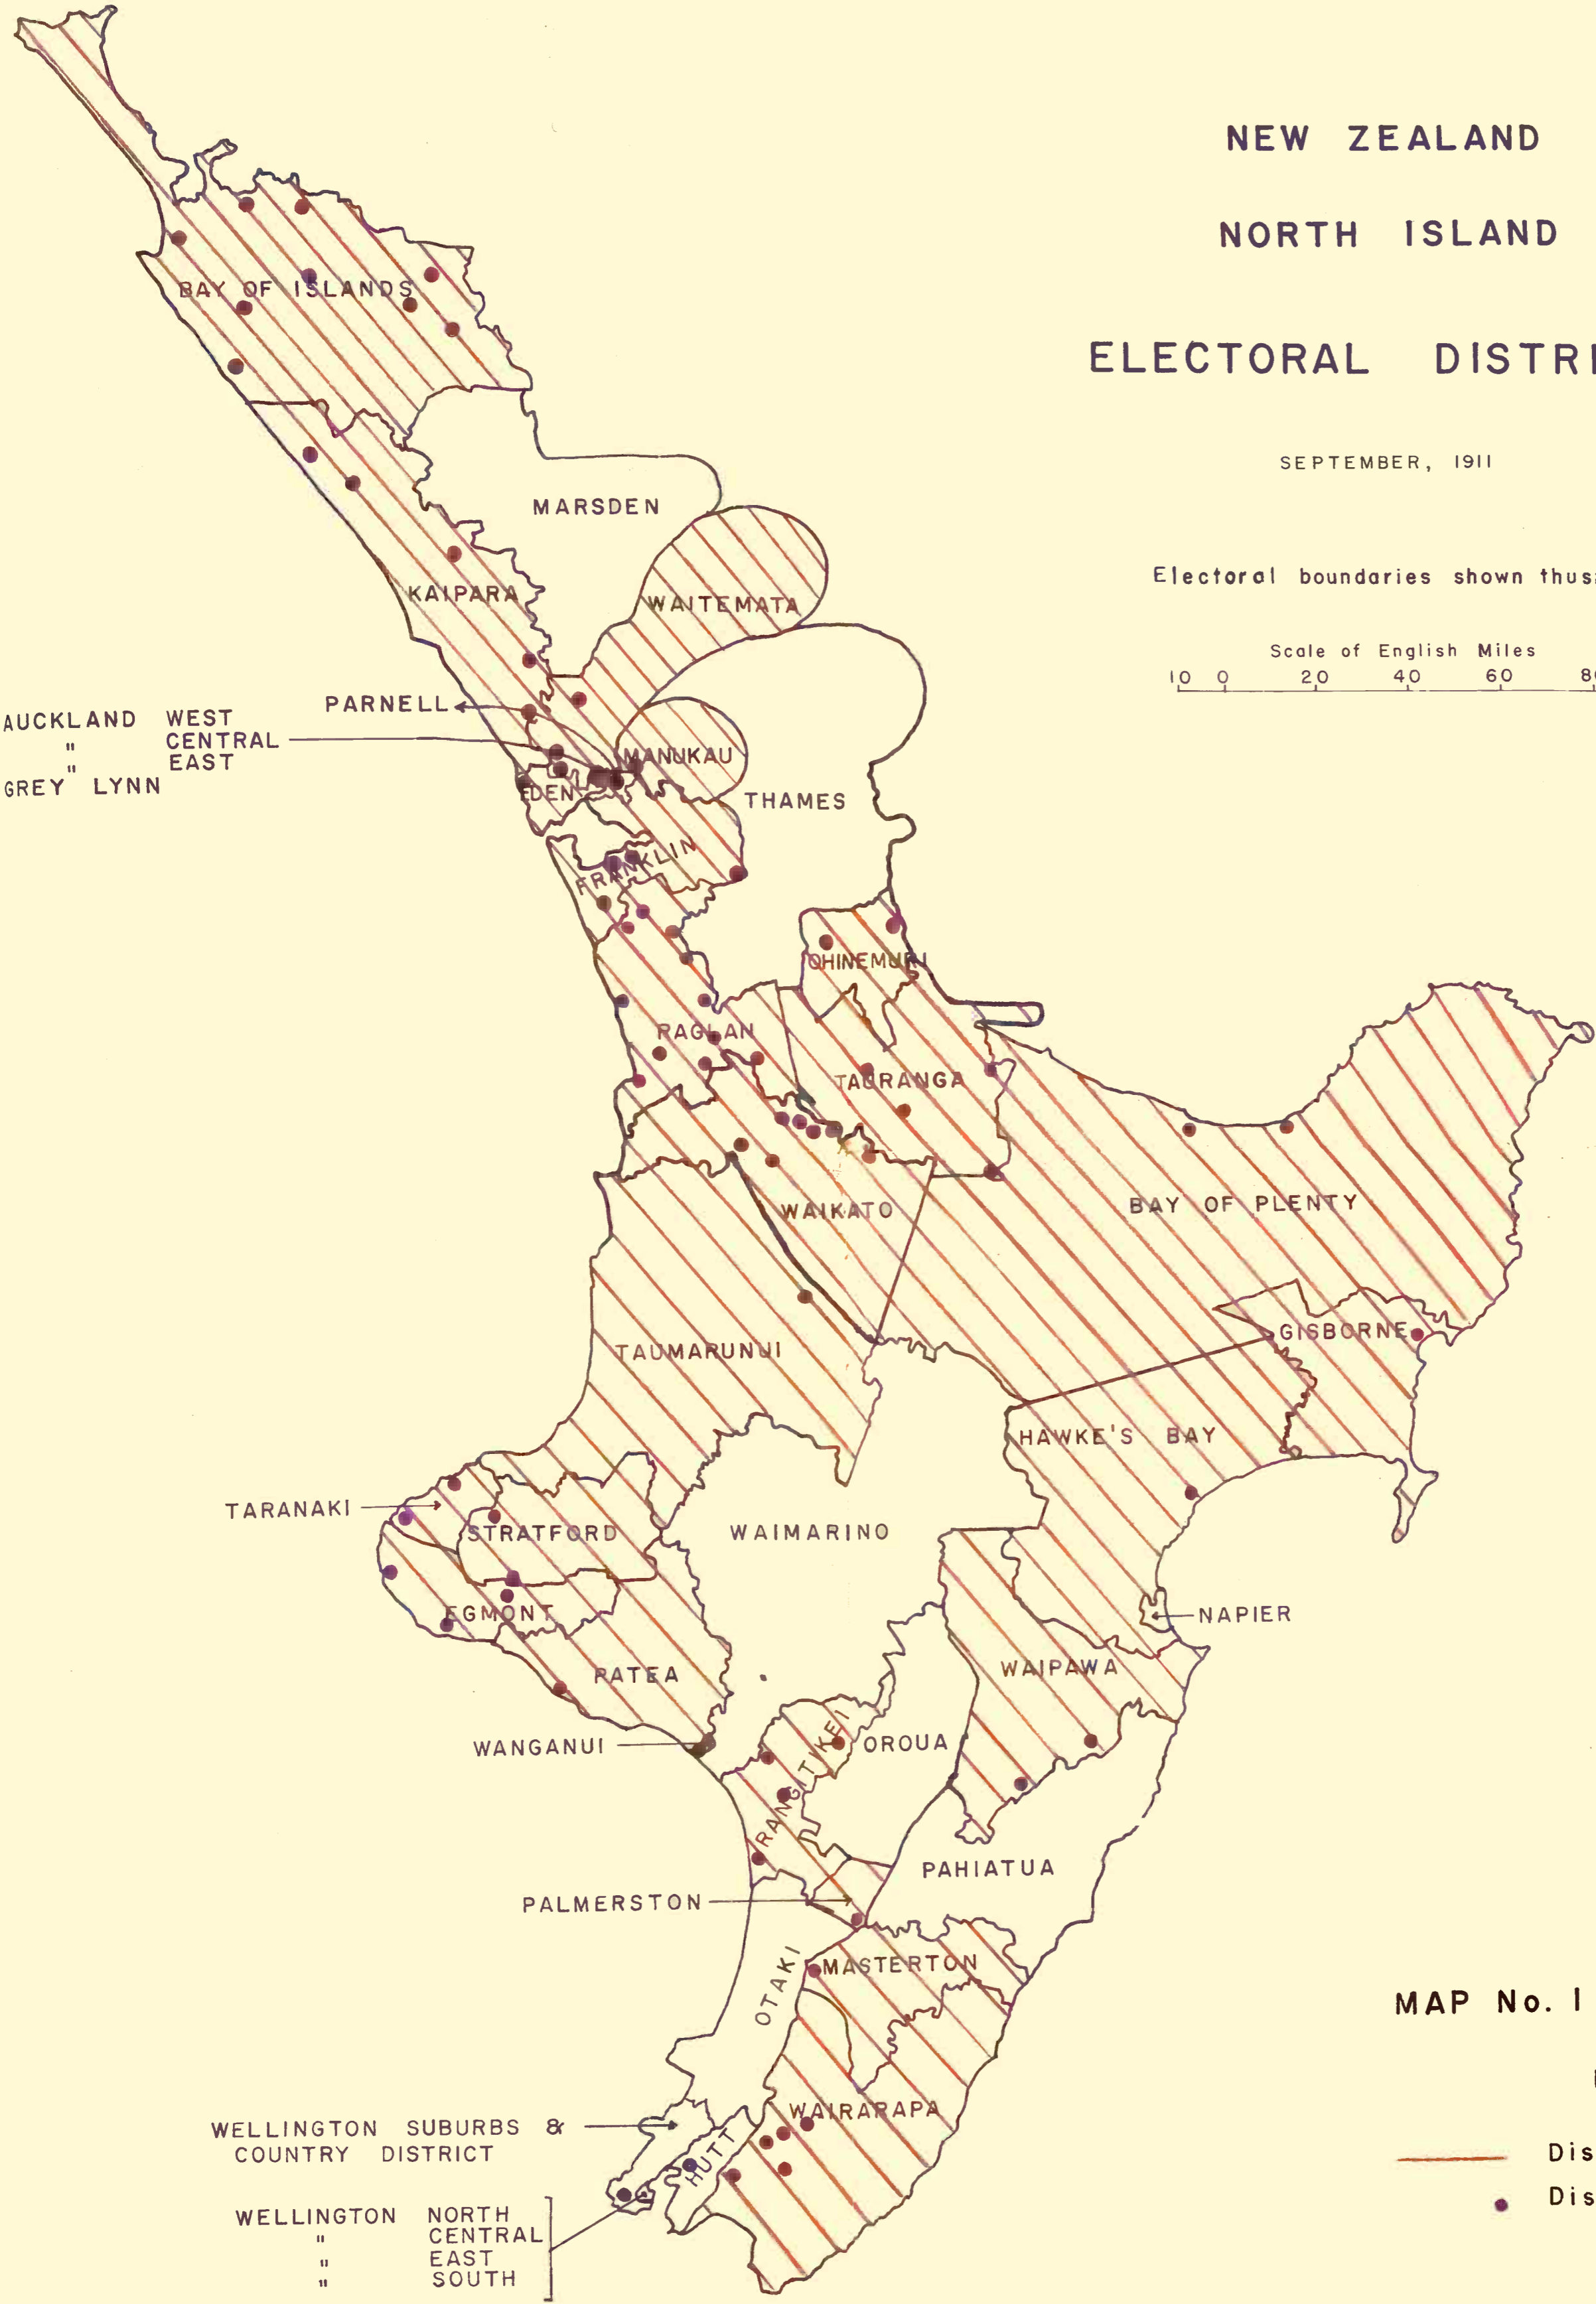 NEW ZEALAND
NORTH ISLAND
ELECTORAL DISTRI
SEPTEMBER, 1911
Electoral boundaries shown thus:
Scale of English Miles
10 0 20 40 60 80
BAY OF ISLANDS
MARSDEN
KAIPARA
WAITEMATA
PARNELL
AUCKLAND WEST
" CENTRAL
" EAST
GREY LYNN
MANUKAU
EDEN
THAMES
FRANKLIN
OHINEMURI
RAGLAN
TAURANGA
WAIKATO
BAY OF PLENTY
GISBORNE
TAUMARUNUI
HAWKE'S BAY
TARANAKI
STRATFORD
WAIMARINO
EGMONT
NAPIER
PATEA
WAIPAWA
WANGANUI
RANGITIKEI
OROUA
PAHIATUA
PALMERSTON
MASTERTON
OTAKI
MAP No. 1
WAIRARAPA
WELLINGTON SUBURBS &
COUNTRY DISTRICT
HUTT
Dis
Dis
WELLINGTON NORTH
" CENTRAL
" EAST
" SOUTH